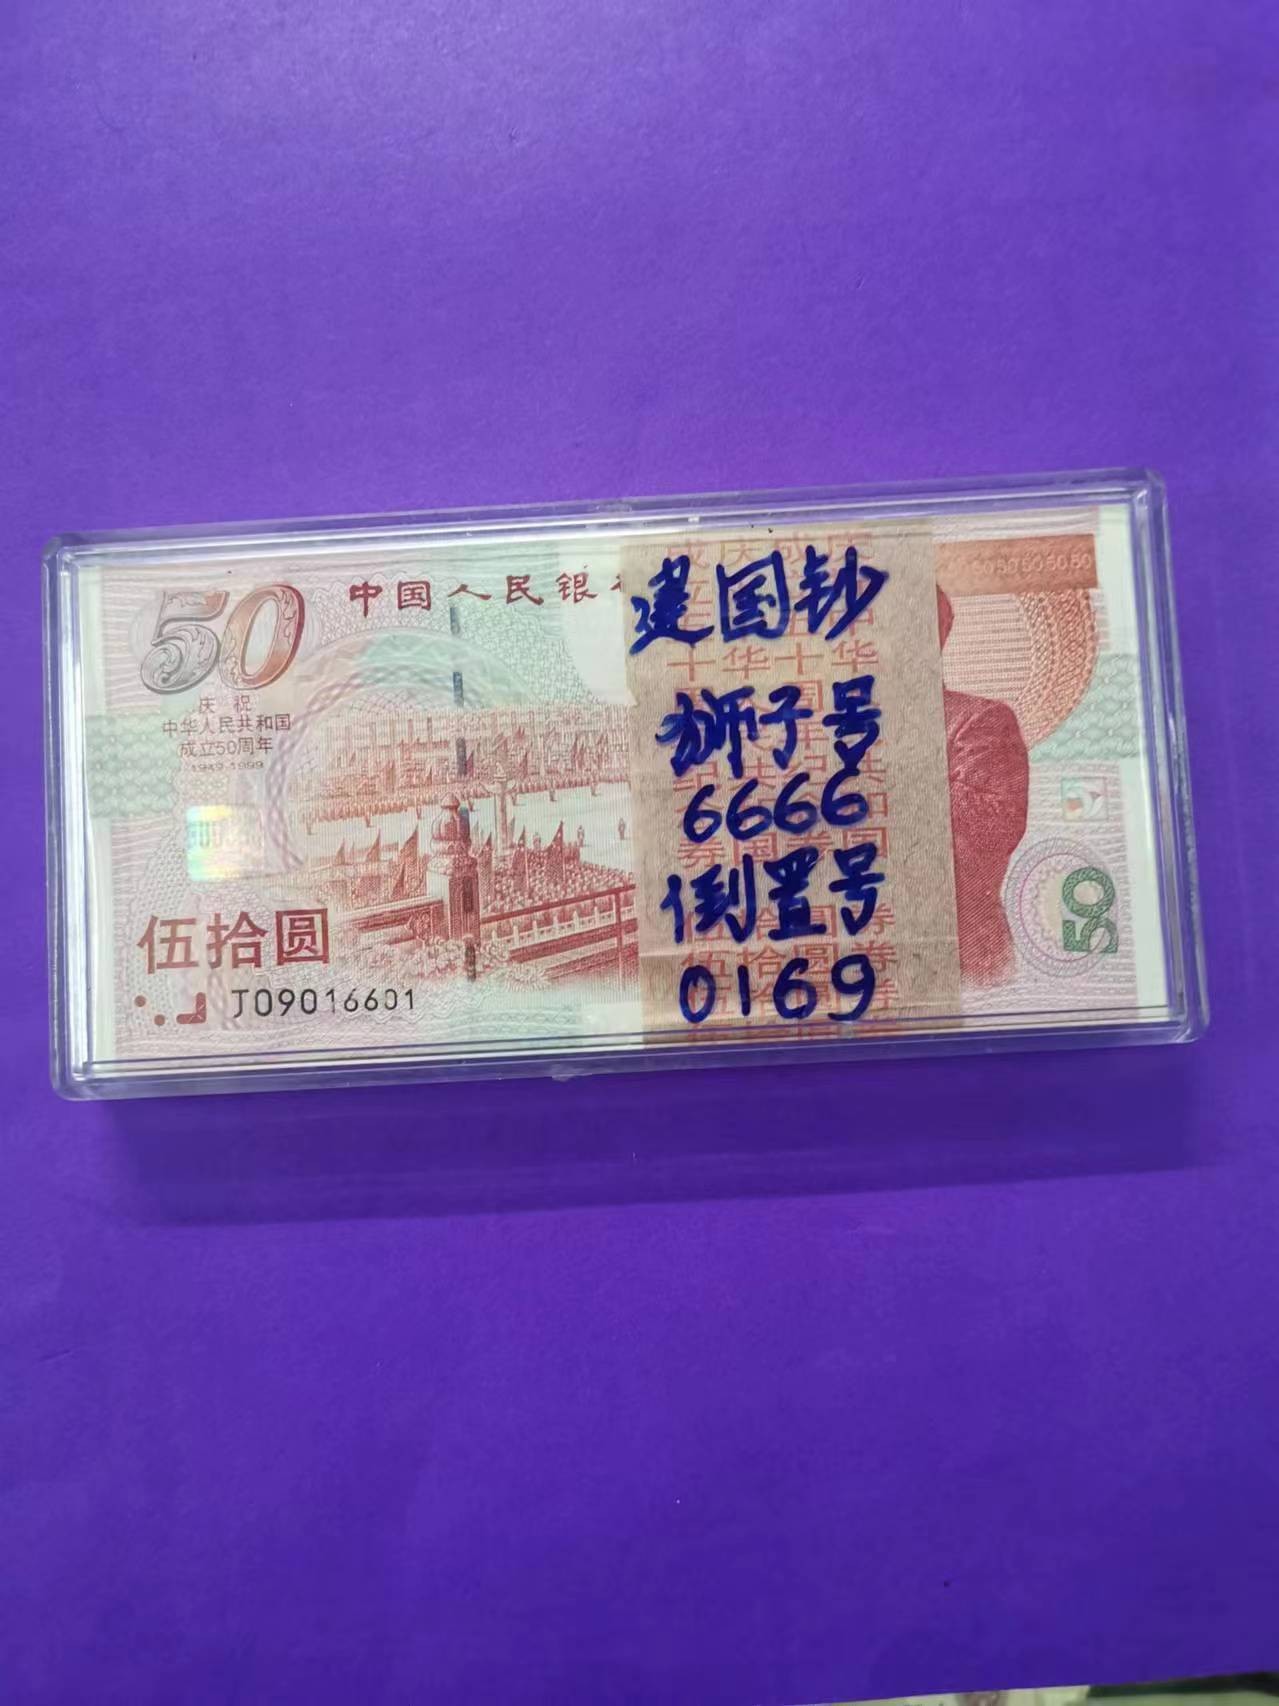 50
中国人民银
庆祝
中华人民共和国
成立50周年
1949-1999
伍拾圆
J09016601
建国钞
狮子号
6666
倒置号
0169
5050505050
50